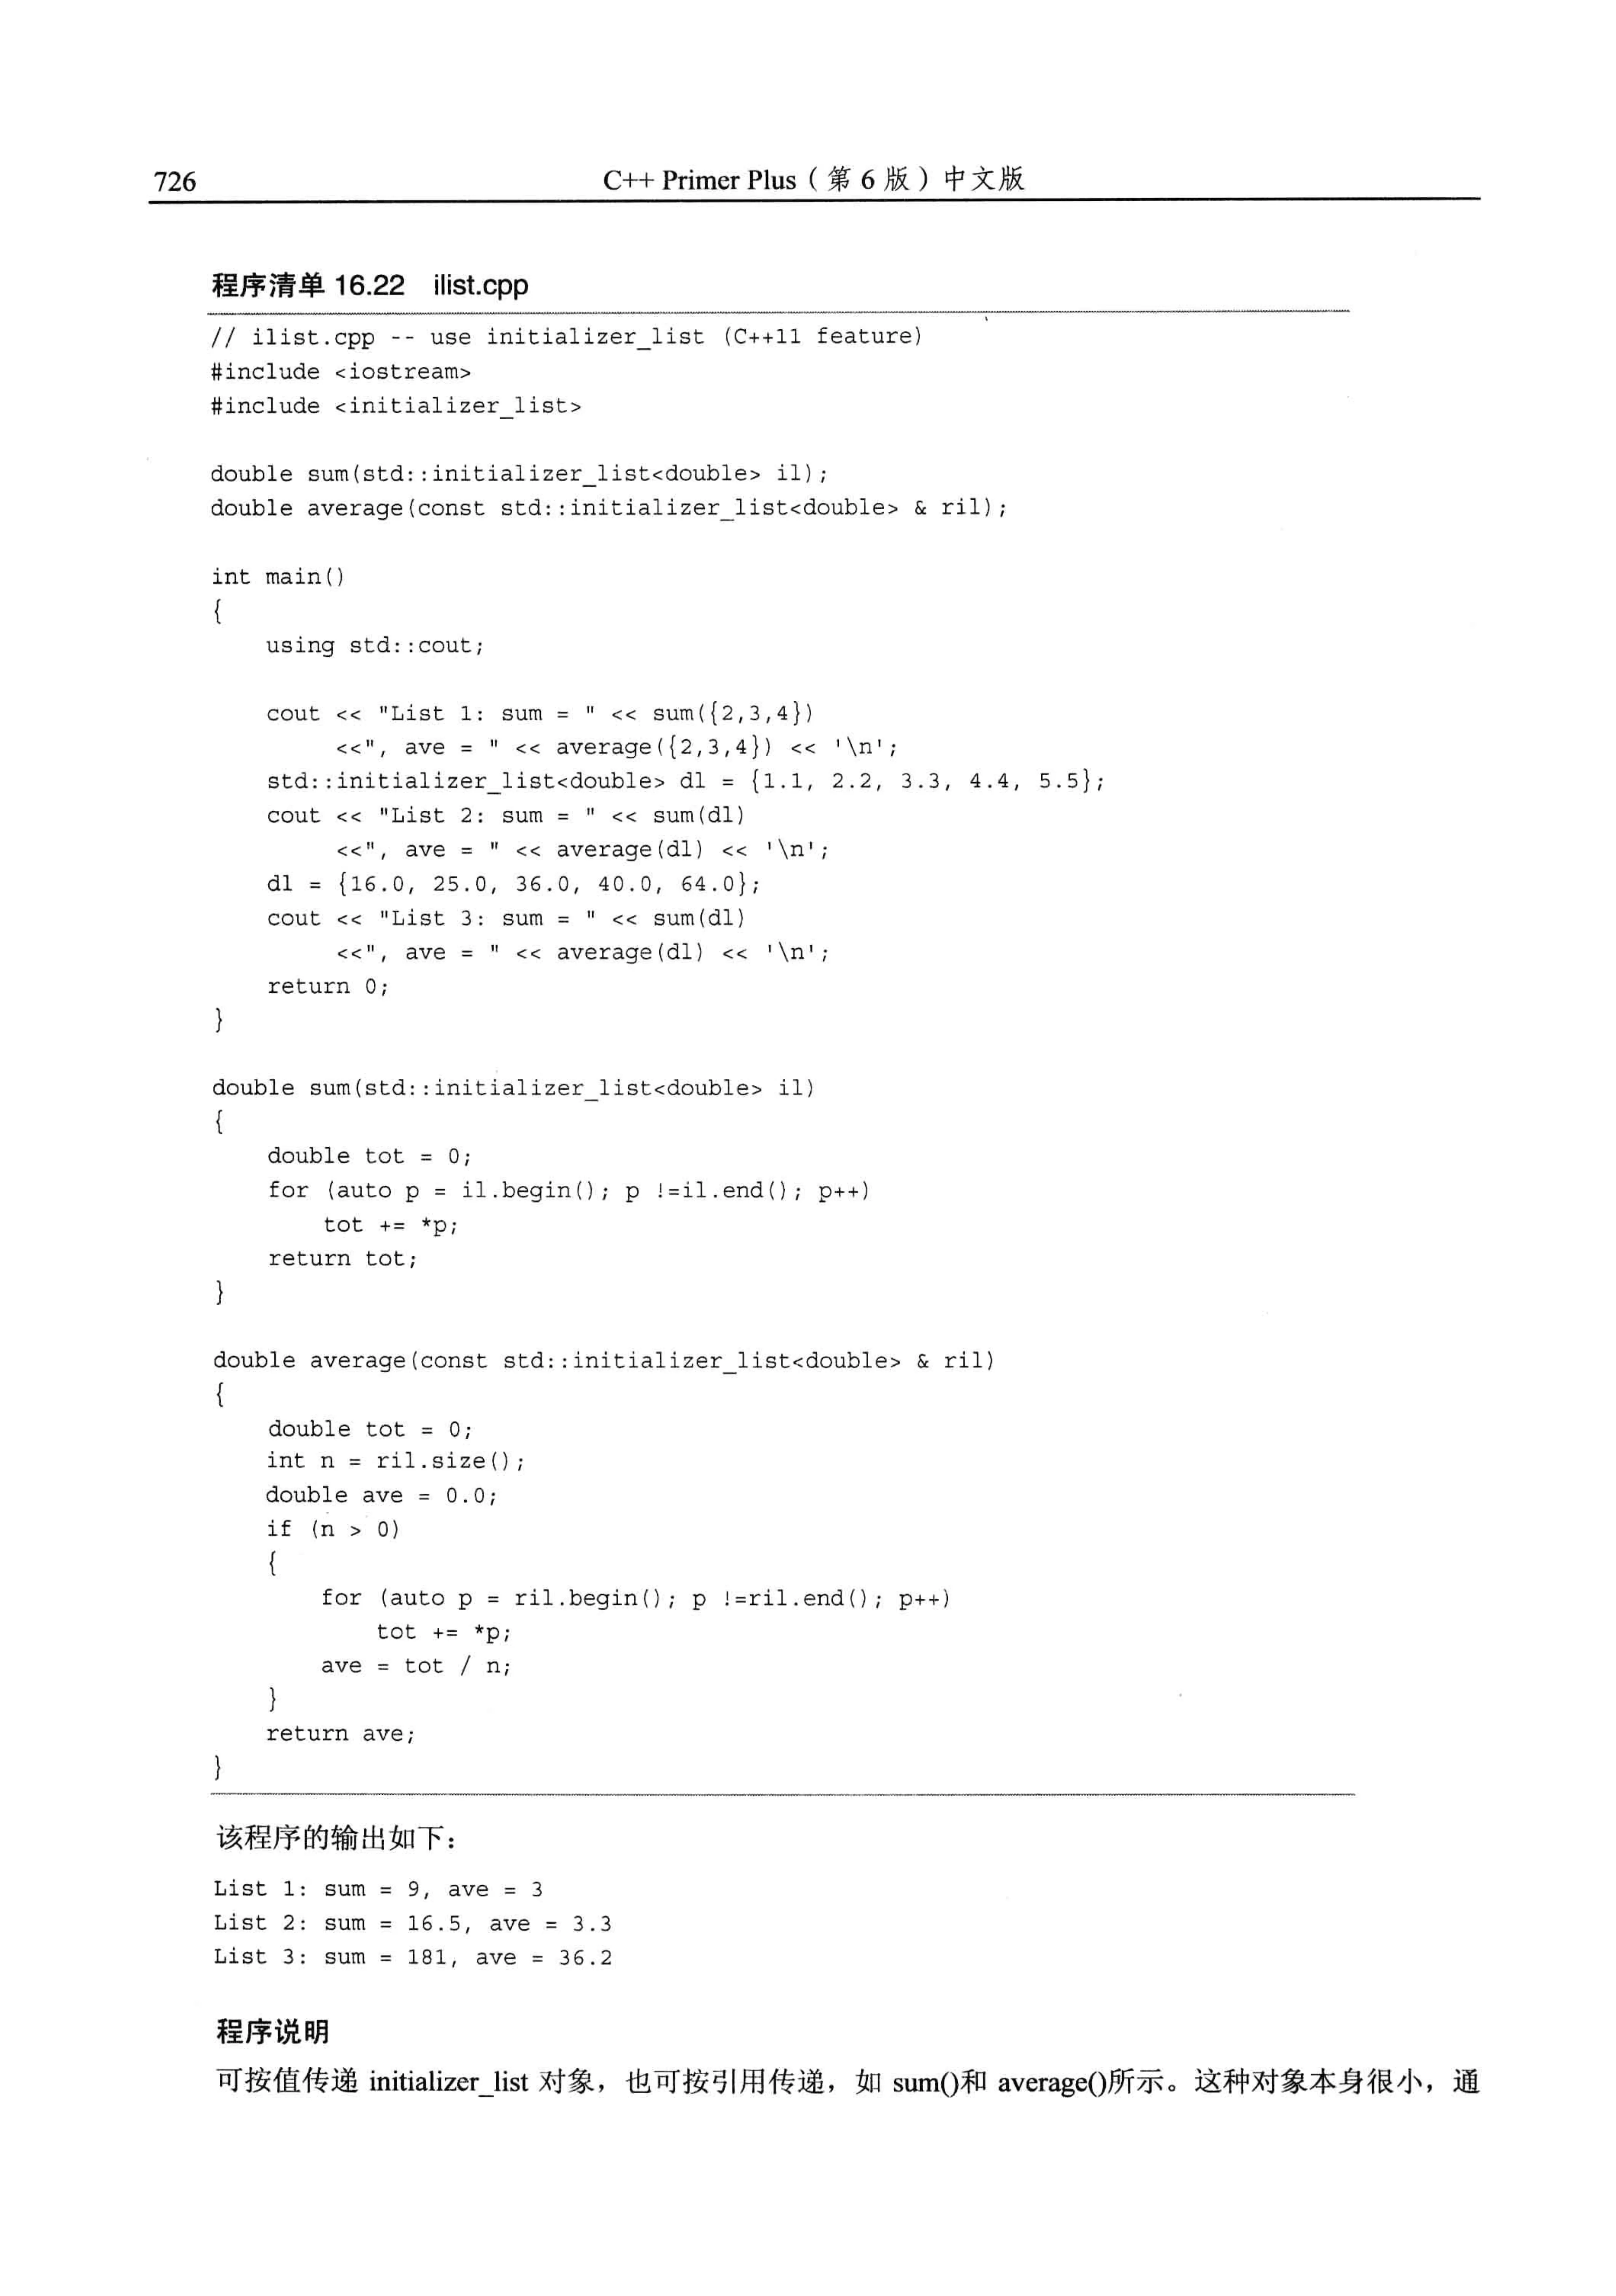 726
C++ Primer Plus（第 6 版）中文版
程序清单 16.22 ilist.cpp
// ilist.cpp -- use initializer_list (C++11 feature)
#include <iostream>
#include <initializer_list>
double sum(std::initializer_list<double> il);
double average(const std::initializer_list<double> & ril);
int main()
{
    using std::cout;
    cout << "List 1: sum = " << sum({2,3,4})
         <<", ave = " << average({2,3,4}) << '\n';
    std::initializer_list<double> dl = {1.1, 2.2, 3.3, 4.4, 5.5};
    cout << "List 2: sum = " << sum(dl)
         <<", ave = " << average(dl) << '\n';
    dl = {16.0, 25.0, 36.0, 40.0, 64.0};
    cout << "List 3: sum = " << sum(dl)
         <<", ave = " << average(dl) << '\n';
    return 0;
}
double sum(std::initializer_list<double> il)
{
    double tot = 0;
    for (auto p = il.begin(); p !=il.end(); p++)
        tot += *p;
    return tot;
}
double average(const std::initializer_list<double> & ril)
{
    double tot = 0;
    int n = ril.size();
    double ave = 0.0;
    if (n > 0)
    {
        for (auto p = ril.begin(); p !=ril.end(); p++)
            tot += *p;
        ave = tot / n;
    }
    return ave;
}
该程序的输出如下：
List 1: sum = 9, ave = 3
List 2: sum = 16.5, ave = 3.3
List 3: sum = 181, ave = 36.2
程序说明
可按值传递 initializer_list 对象，也可按引用传递，如 sum()和 average()所示。这种对象本身很小，通